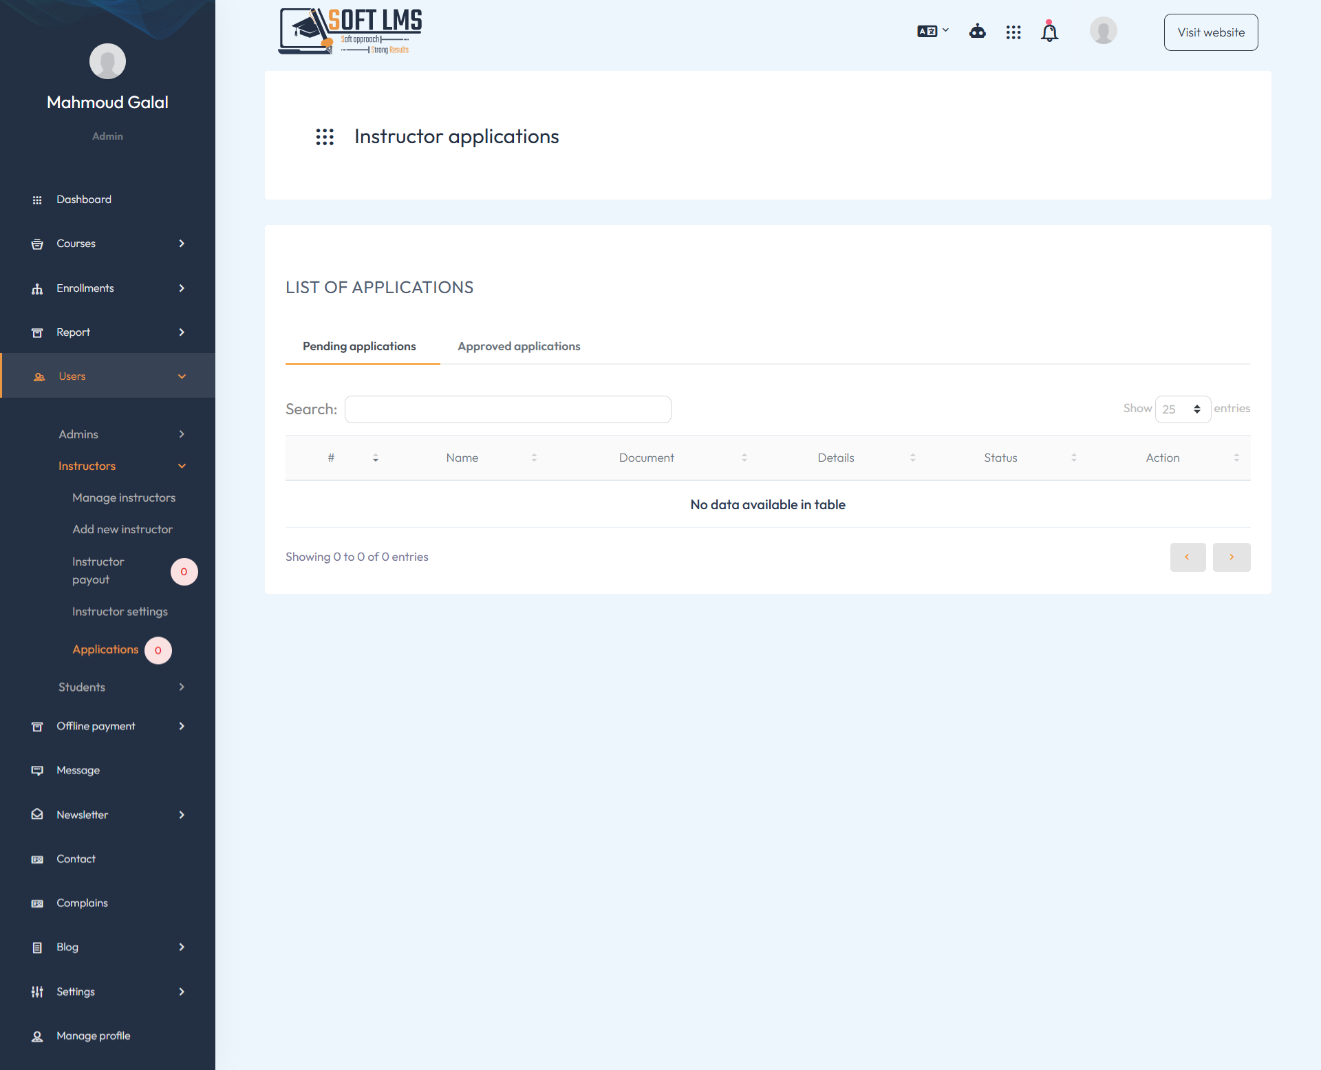 Mahmoud Galal
Admin
Dashboard
Courses
Enrollments
Report
Users
Admins
Instructors
Manage instructors
Add new instructor
Instructor
payout
0
Instructor settings
Applications 0
Students
Offline payment
Message
Newsletter
Contact
Complains
Blog
Settings
Manage profile
SOFT LMS
Soft approach
Strong Results
Visit website
Instructor applications
LIST OF APPLICATIONS
Pending applications Approved applications
Search: Show 25 entries
# Name Document Details Status Action
No data available in table
Showing 0 to 0 of 0 entries